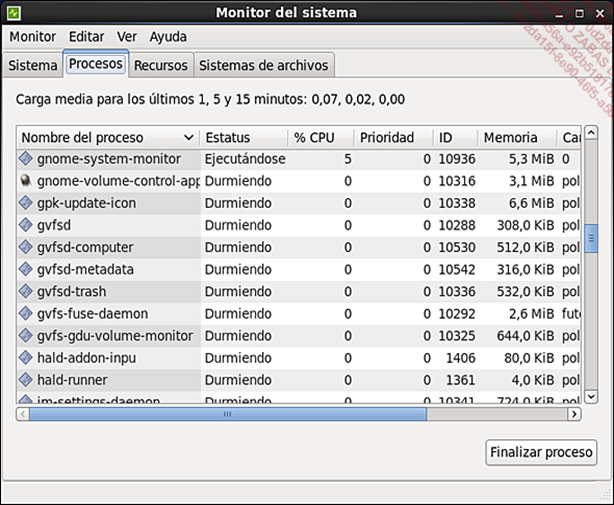 Monitor del sistema
Monitor Editar Ver Ayuda
Sistema Procesos Recursos Sistemas de archivos
Carga media para los últimos 1, 5 y 15 minutos: 0,07, 0,02, 0,00
Nombre del proceso Estatus % CPU Prioridad ID Memoria Ca
gnome-system-monitor Ejecutándose 5 0 10936 5,3 MiB 0
gnome-volume-control-app Durmiendo 0 0 10316 3,1 MiB pol
gpk-update-icon Durmiendo 0 0 10338 6,6 MiB pol
gvfsd Durmiendo 0 0 10288 308,0 KiB pol
gvfsd-computer Durmiendo 0 0 10530 512,0 KiB pol
gvfsd-metadata Durmiendo 0 0 10542 316,0 KiB pol
gvfsd-trash Durmiendo 0 0 10336 532,0 KiB pol
gvfs-fuse-daemon Durmiendo 0 0 10292 2,6 MiB fut
gvfs-gdu-volume-monitor Durmiendo 0 0 10325 644,0 KiB pol
hald-addon-inpu Durmiendo 0 0 1406 80,0 KiB pol
hald-runner Durmiendo 0 0 1361 4,0 KiB pol
im-settings-daemon Durmiendo 0 0 10341 724,0 KiB pol
Finalizar proceso